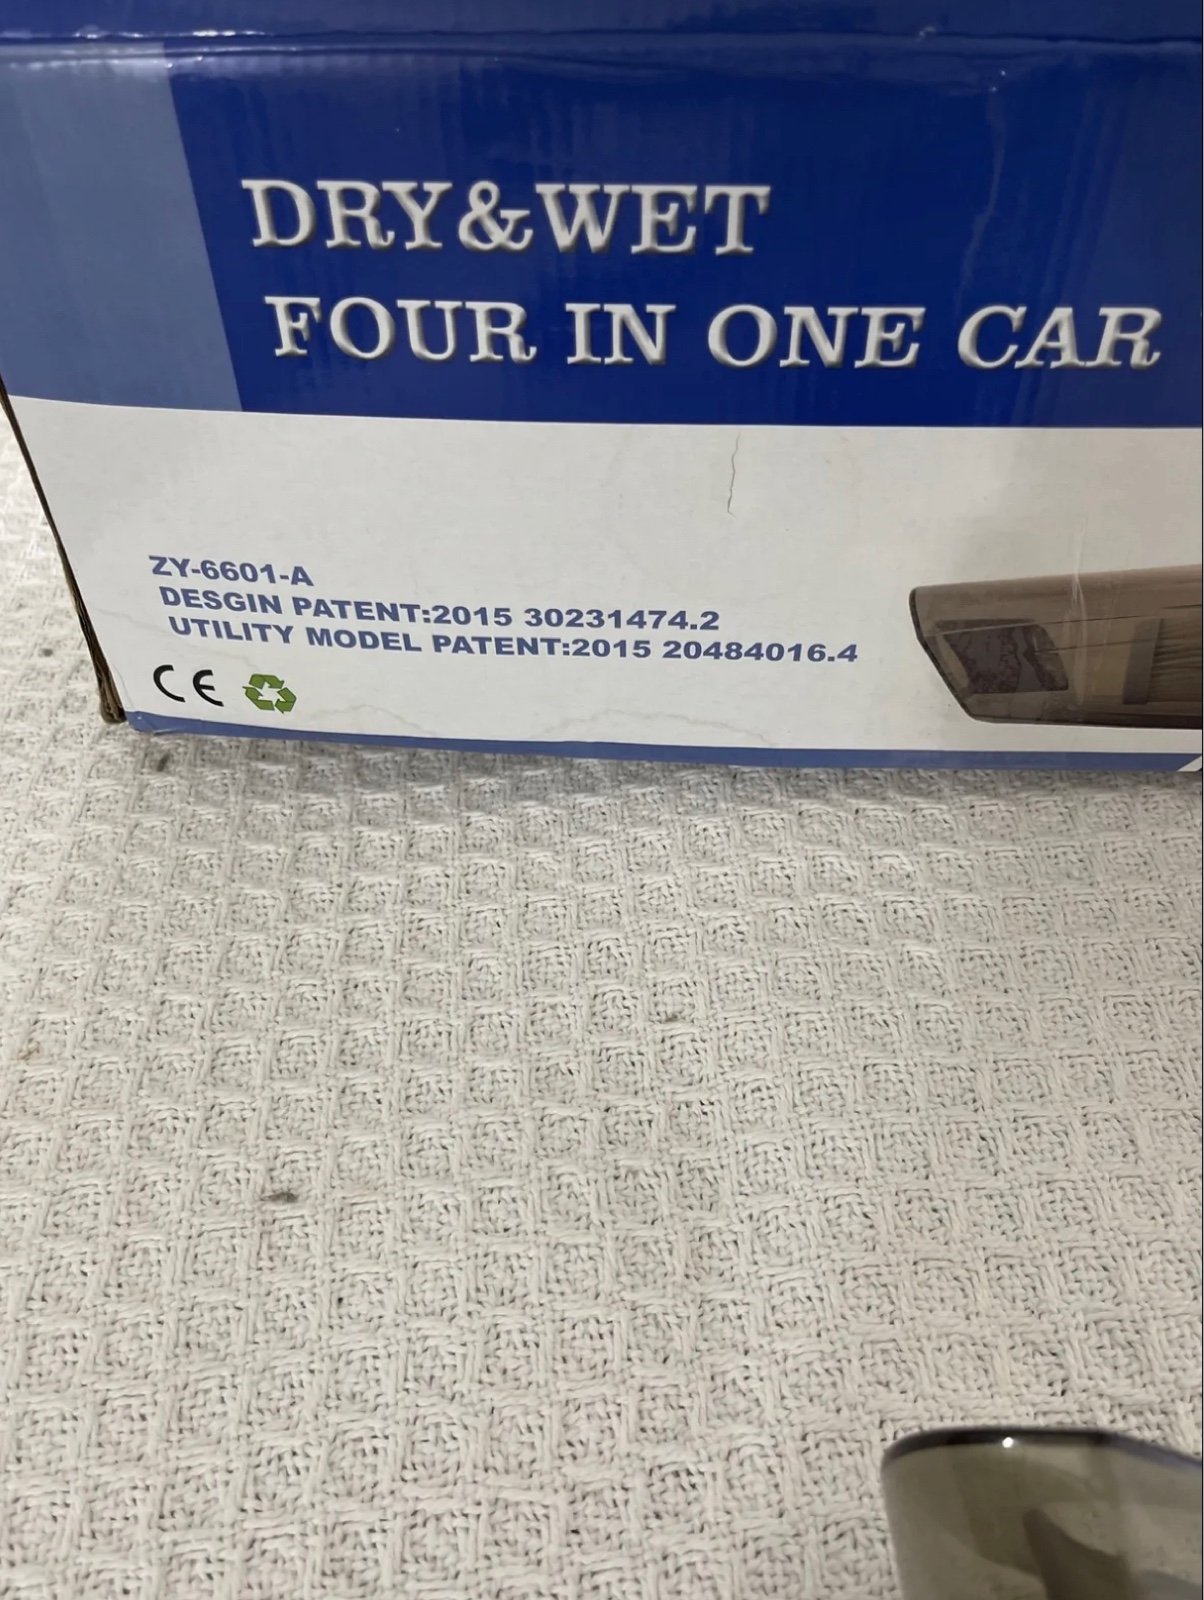 DRY&WET
FOUR IN ONE CAR
ZY-6601-A
DESGIN PATENT:2015 30231474.2
UTILITY MODEL PATENT:2015 20484016.4
CE